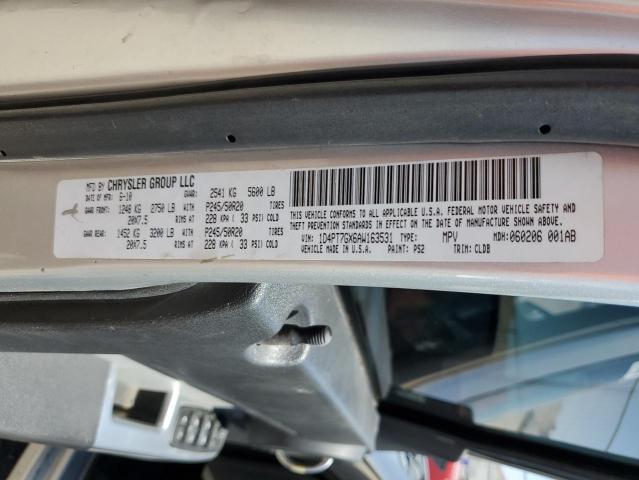 MFD BY CHRYSLER GROUP LLC
DATE OF MFR 6-10 GVWR: 2541 KG 5600 LB
GAWR FRONT: 1248 KG 2750 LB P245/50R20 TIRES
20X7.5 RIMS AT 228 KPA ( 33 PSI) COLD
GAWR REAR: 1452 KG 3200 LB P245/50R20 TIRES
20X7.5 RIMS AT 228 KPA ( 33 PSI) COLD
THIS VEHICLE CONFORMS TO ALL APPLICABLE U.S.A. FEDERAL MOTOR VEHICLE SAFETY
AND THEFT PREVENTION STANDARDS IN EFFECT ON THE DATE OF MANUFACTURE SHOWN ABOVE.
VIN: 1D4PT7GX6AW163531 TYPE: MPV MDH: 060206 001AB
VEHICLE MADE IN U.S.A. PAINT: PS2 TRIM: CLDB